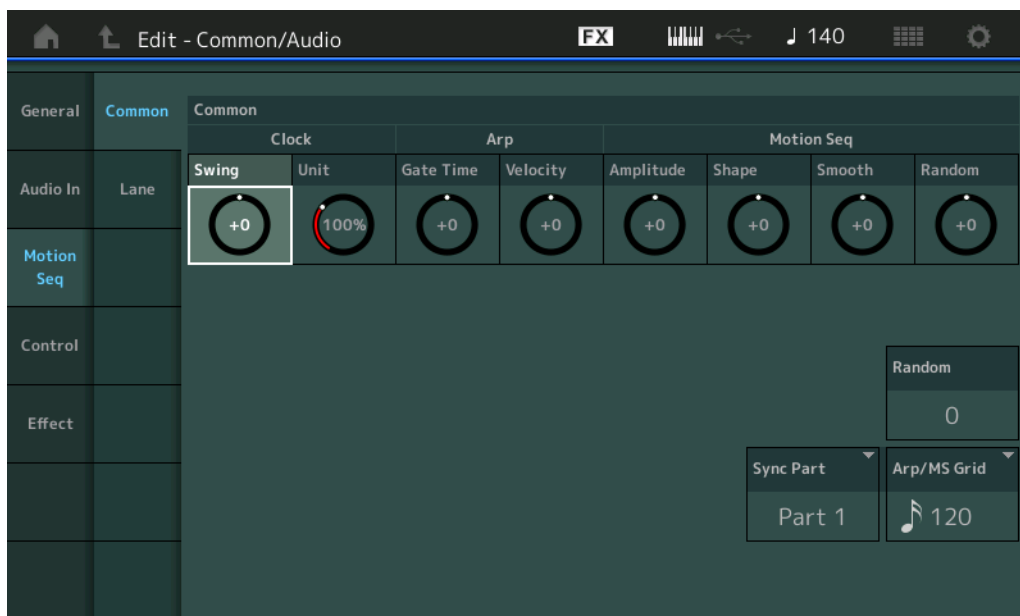 Edit - Common/Audio FX 140
General Common Common
Clock Arp Motion Seq
Swing Unit Gate Time Velocity Amplitude Shape Smooth Random
Audio In Lane
+0 100% +0 +0 +0 +0 +0 +0
Motion
Seq
Control
Random
0
Effect
Sync Part Arp/MS Grid
Part 1 120